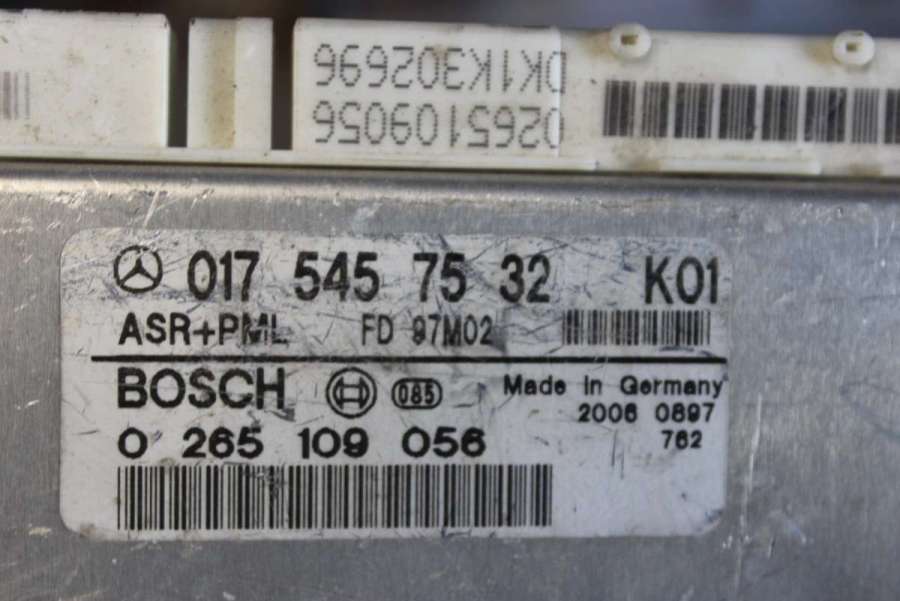 DK1K302696
0265109056
017 545 75 32 K01
ASR+PML FD 97M02
BOSCH 085 Made in Germany
2006 0897
0 265 109 056 762